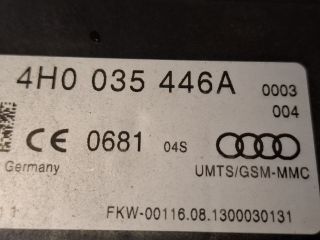 4H0 035 446A 0003
004
CE 0681 04S
Germany UMTS/GSM-MMC
FKW-00116.08.1300030131